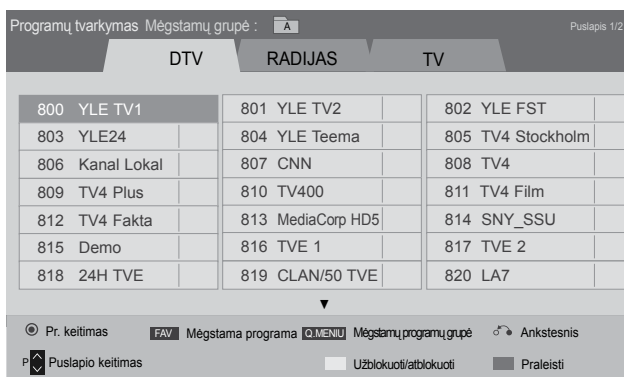 Programų tvarkymas Mėgstamų grupė : A Puslapis 1/2
DTV RADIJAS TV
800 YLE TV1 801 YLE TV2 802 YLE FST
803 YLE24 804 YLE Teema 805 TV4 Stockholm
806 Kanal Lokal 807 CNN 808 TV4
809 TV4 Plus 810 TV400 811 TV4 Film
812 TV4 Fakta 813 MediaCorp HD5 814 SNY_SSU
815 Demo 816 TVE 1 817 TVE 2
818 24H TVE 819 CLAN/50 TVE 820 LA7
Pr. keitimas FAV Mėgstama programa Q.MENIU Mėgstamų programų grupė Ankstesnis
P Puslapio keitimas Užblokuoti/atblokuoti Praleisti